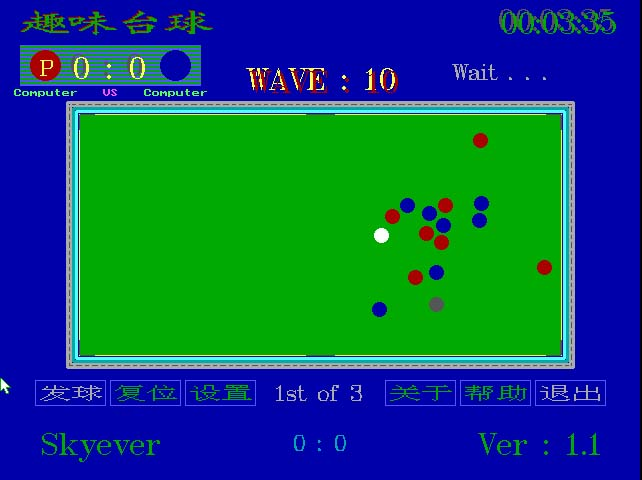 趣味台球
00:03:35
P 0 : 0
Computer VS Computer
WAVE : 10
Wait . . .
发球 复位 设置 1st of 3 关于 帮助 退出
Skyever 0 : 0 Ver : 1.1